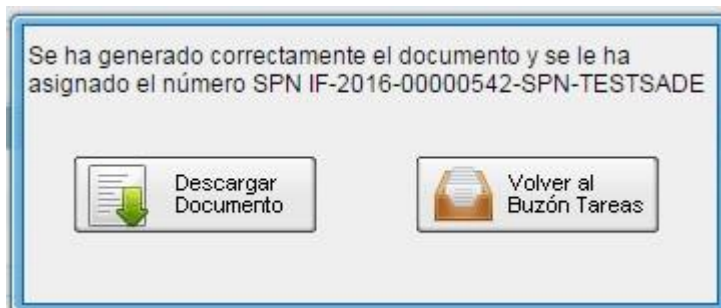 Se ha generado correctamente el documento y se le ha
asignado el número SPN IF-2016-00000542-SPN-TESTSADE
Descargar
Documento
Volver al
Buzón Tareas